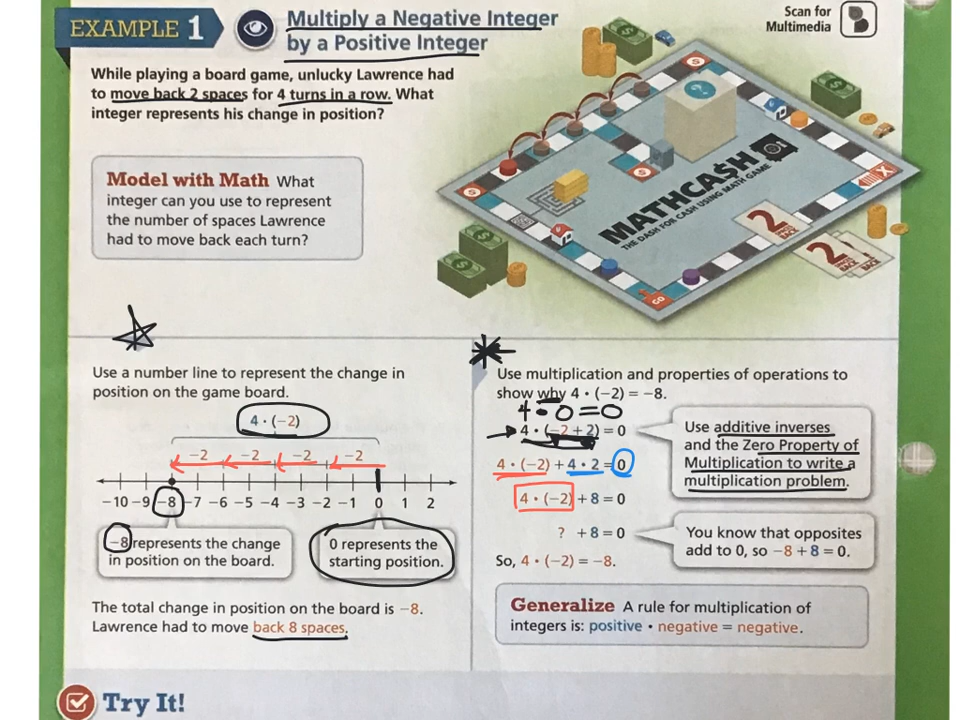 EXAMPLE 1
Multiply a Negative Integer
by a Positive Integer
Scan for
Multimedia
While playing a board game, unlucky Lawrence had
to move back 2 spaces for 4 turns in a row. What
integer represents his change in position?
Model with Math What
integer can you use to represent
the number of spaces Lawrence
had to move back each turn?
MATHCA$H
THE DASH FOR CASH USING MATH GAME
2
2
GO
Use a number line to represent the change in
position on the game board.
4 • (−2)
−2 −2 −2 −2
−10 −9 −8 −7 −6 −5 −4 −3 −2 −1 0 1 2
−8 represents the change
in position on the board.
0 represents the
starting position.
The total change in position on the board is −8.
Lawrence had to move back 8 spaces.
Use multiplication and properties of operations to
show why 4 • (−2) = −8.
4 • 0 = 0
4 • (−2 + 2) = 0
4 • (−2) + 4 • 2 = 0
4 • (−2) + 8 = 0
? + 8 = 0
So, 4 • (−2) = −8.
Use additive inverses
and the Zero Property of
Multiplication to write a
multiplication problem.
You know that opposites
add to 0, so −8 + 8 = 0.
Generalize A rule for multiplication of
integers is: positive • negative = negative.
Try It!